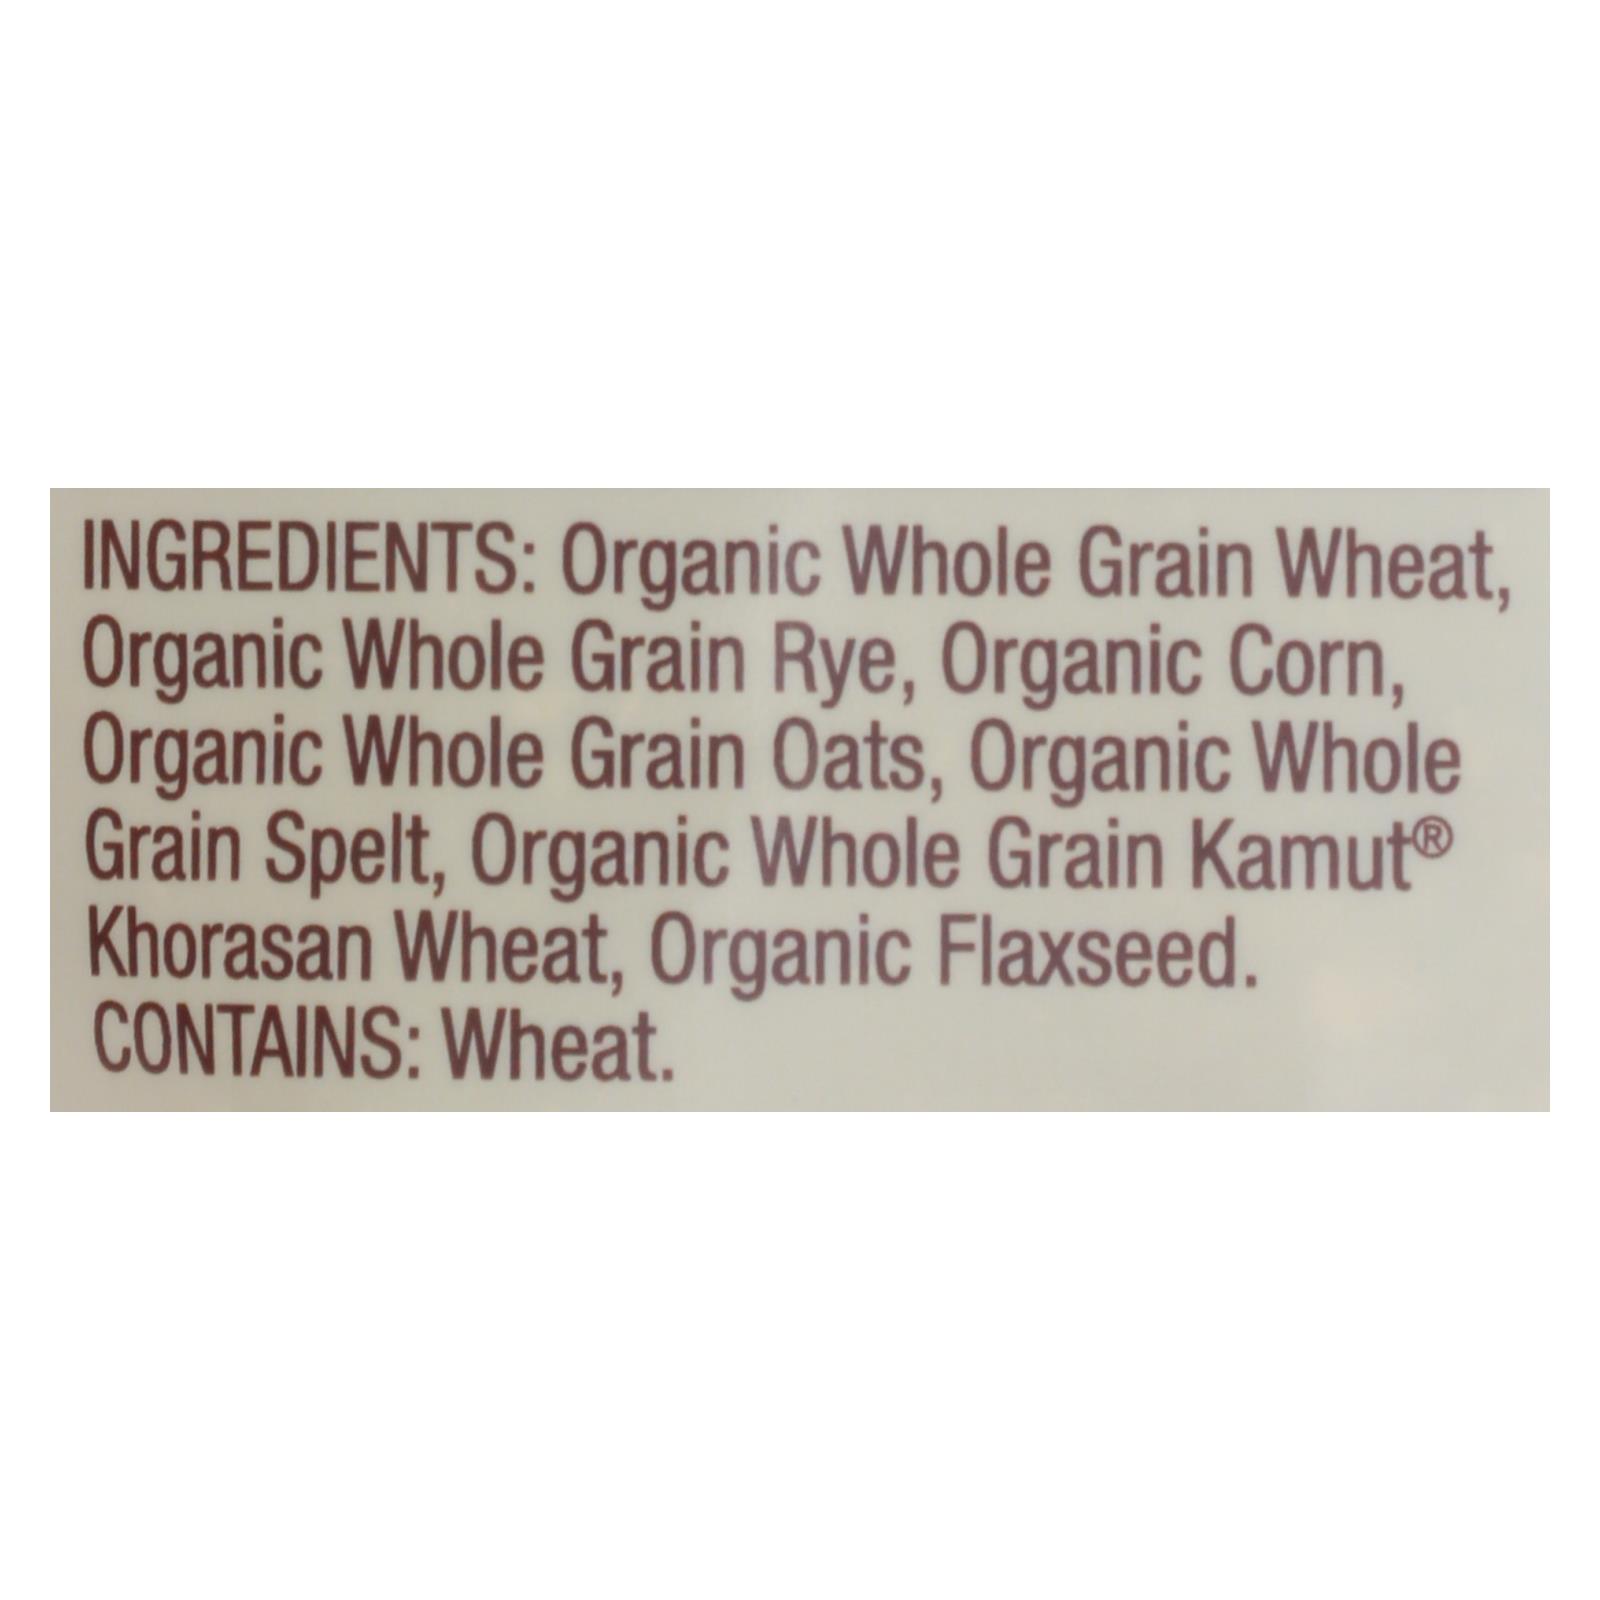 INGREDIENTS: Organic Whole Grain Wheat,
Organic Whole Grain Rye, Organic Corn,
Organic Whole Grain Oats, Organic Whole
Grain Spelt, Organic Whole Grain Kamut®
Khorasan Wheat, Organic Flaxseed.
CONTAINS: Wheat.